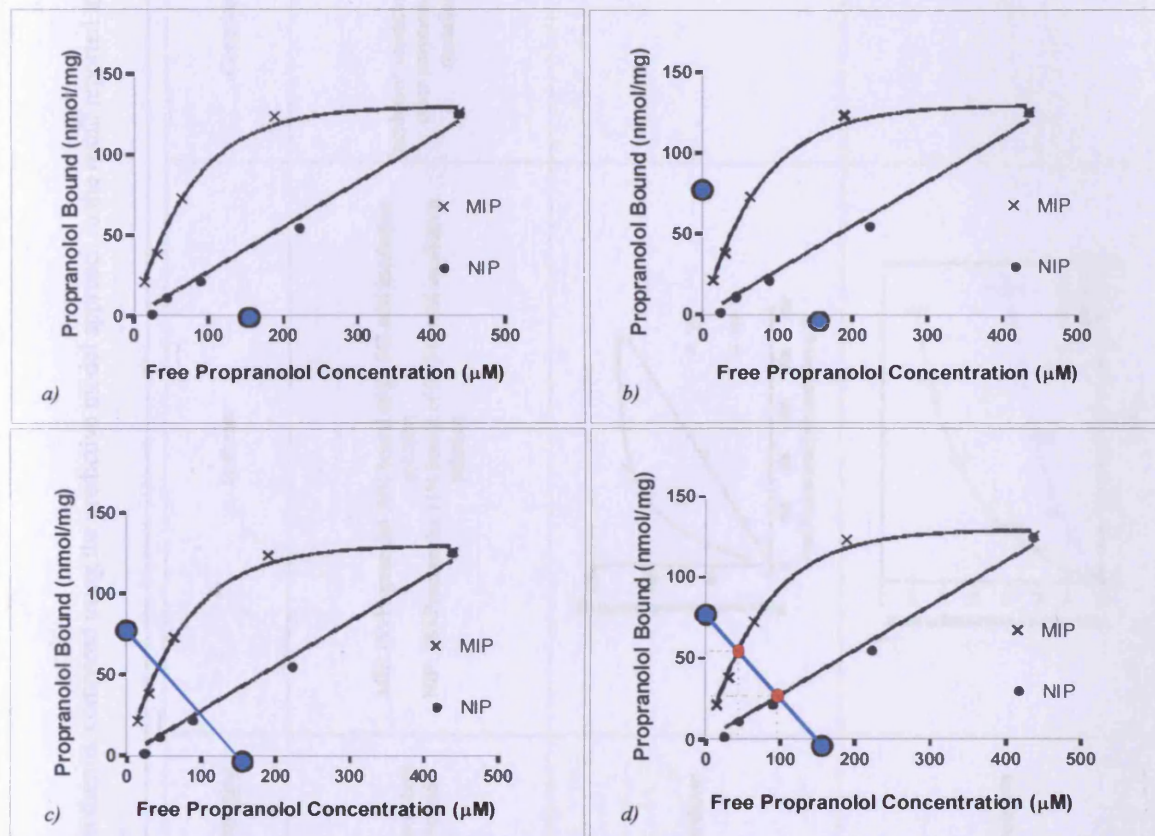 Propranolol Bound (nmol/mg)
150
100
50
0
× MIP
● NIP
0 100 200 300 400 500
Free Propranolol Concentration (μM)
a)
Propranolol Bound (nmol/mg)
150
100
50
0
× MIP
● NIP
0 100 200 300 400 500
Free Propranolol Concentration (μM)
b)
Propranolol Bound (nmol/mg)
150
100
50
0
× MIP
● NIP
0 100 200 300 400 500
Free Propranolol Concentration (μM)
c)
Propranolol Bound (nmol/mg)
150
100
50
0
× MIP
● NIP
0 100 200 300 400 500
Free Propranolol Concentration (μM)
d)